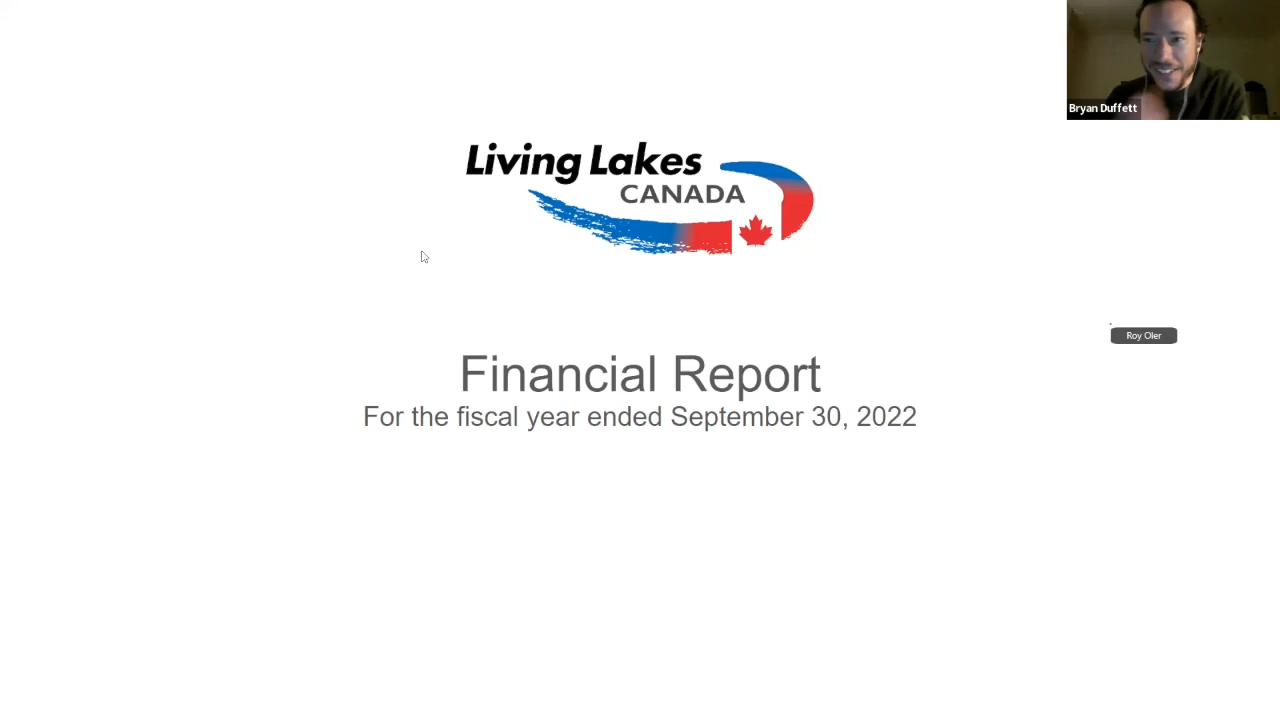 Bryan Duffett
Living Lakes
CANADA
Roy Oler
Financial Report
For the fiscal year ended September 30, 2022